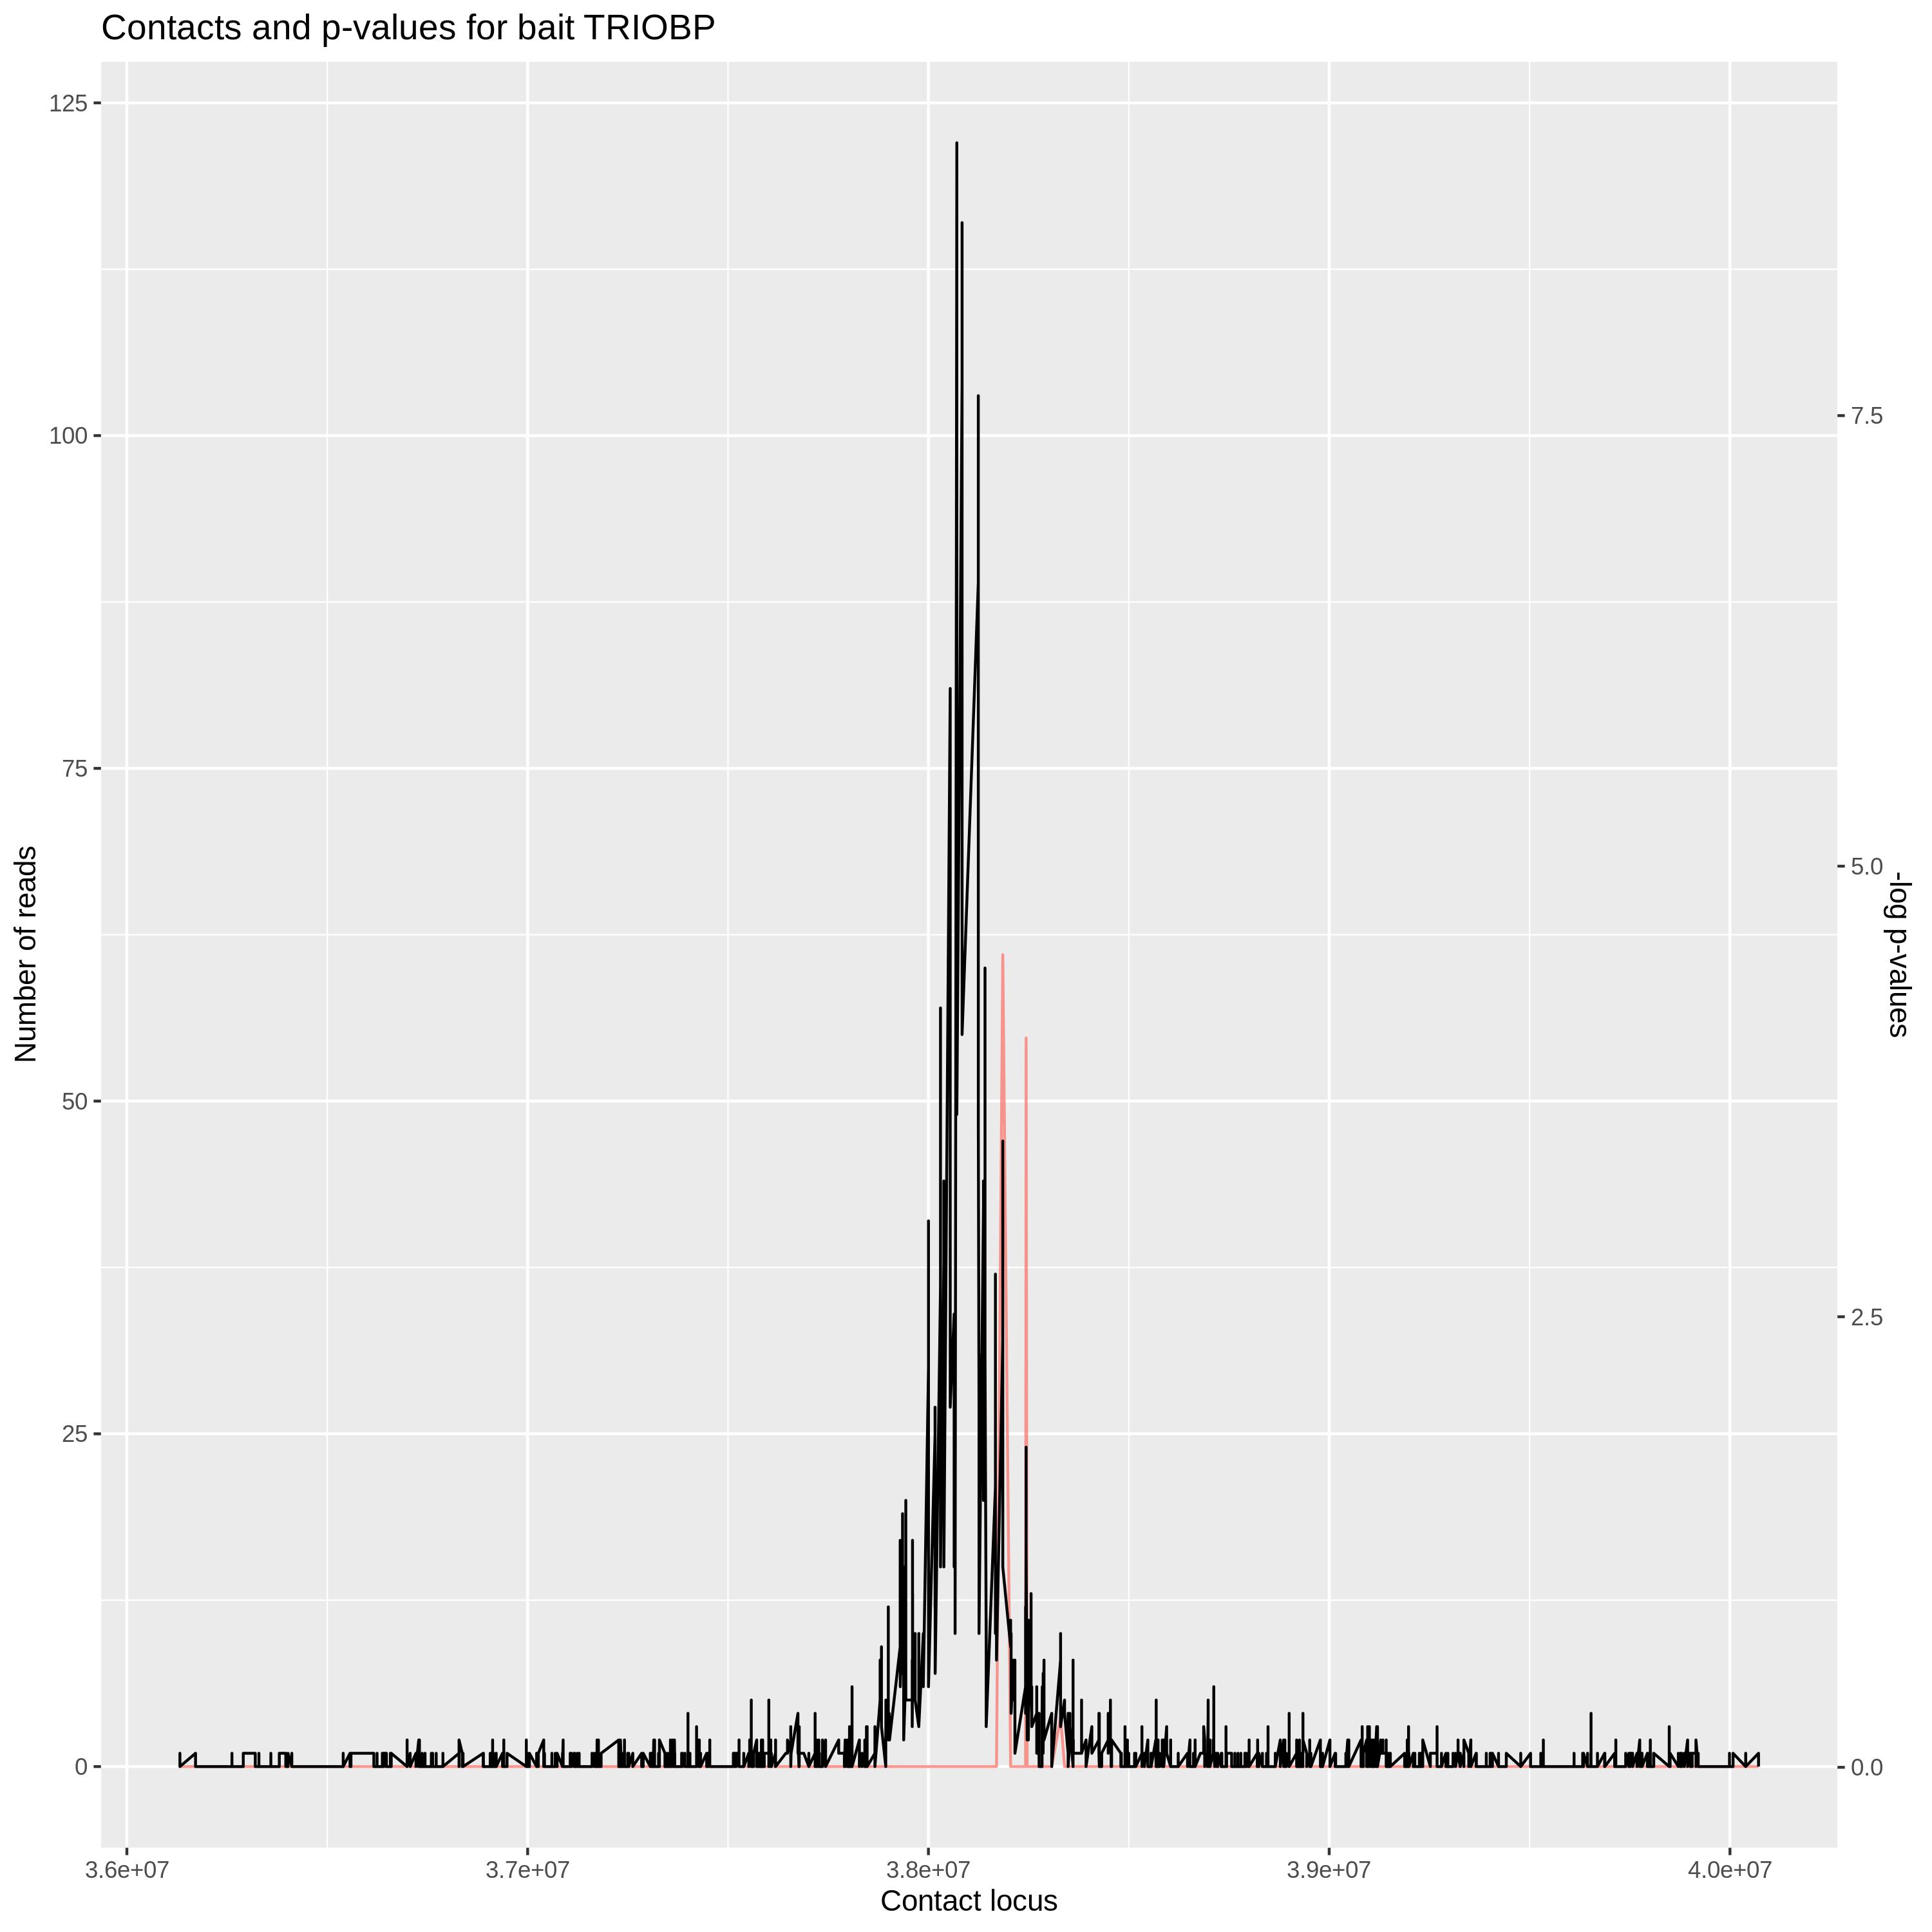 Contacts and p-values for bait TRIOBP
125
100
75
50
25
0
Number of reads
7.5
5.0
2.5
0.0
-log p-values
3.6e+07
3.7e+07
3.8e+07
3.9e+07
4.0e+07
Contact locus